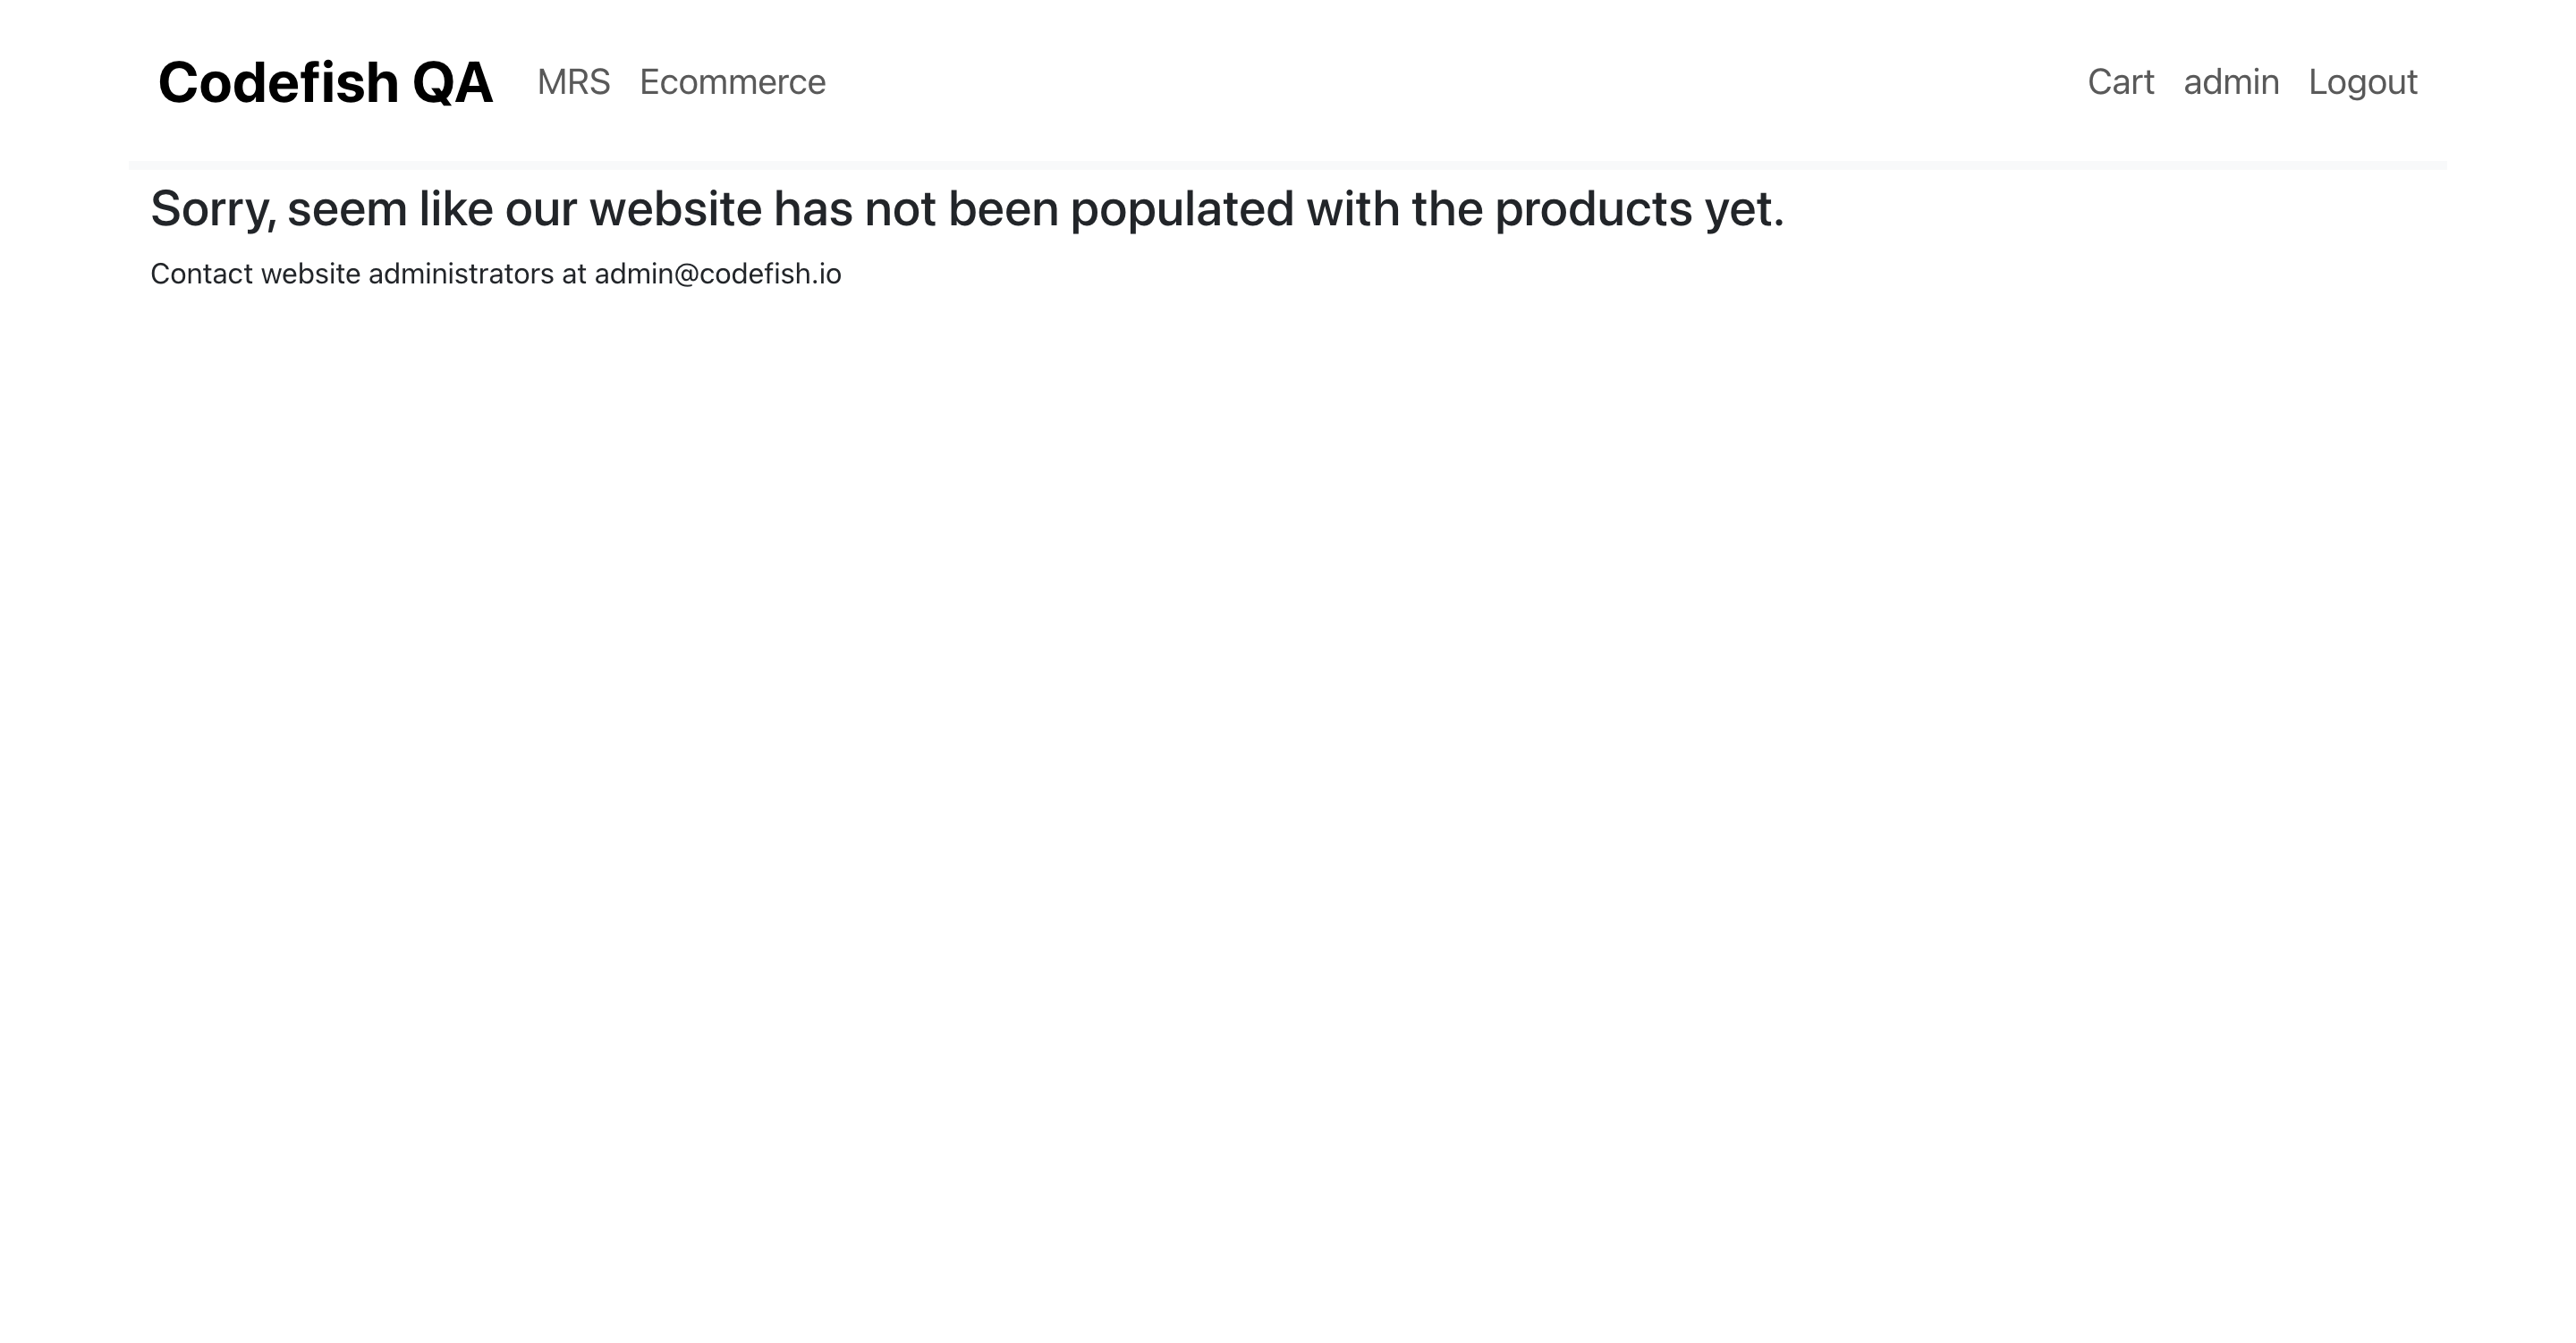 Codefish QA MRS Ecommerce Cart admin Logout
Sorry, seem like our website has not been populated with the products yet.
Contact website administrators at admin@codefish.io